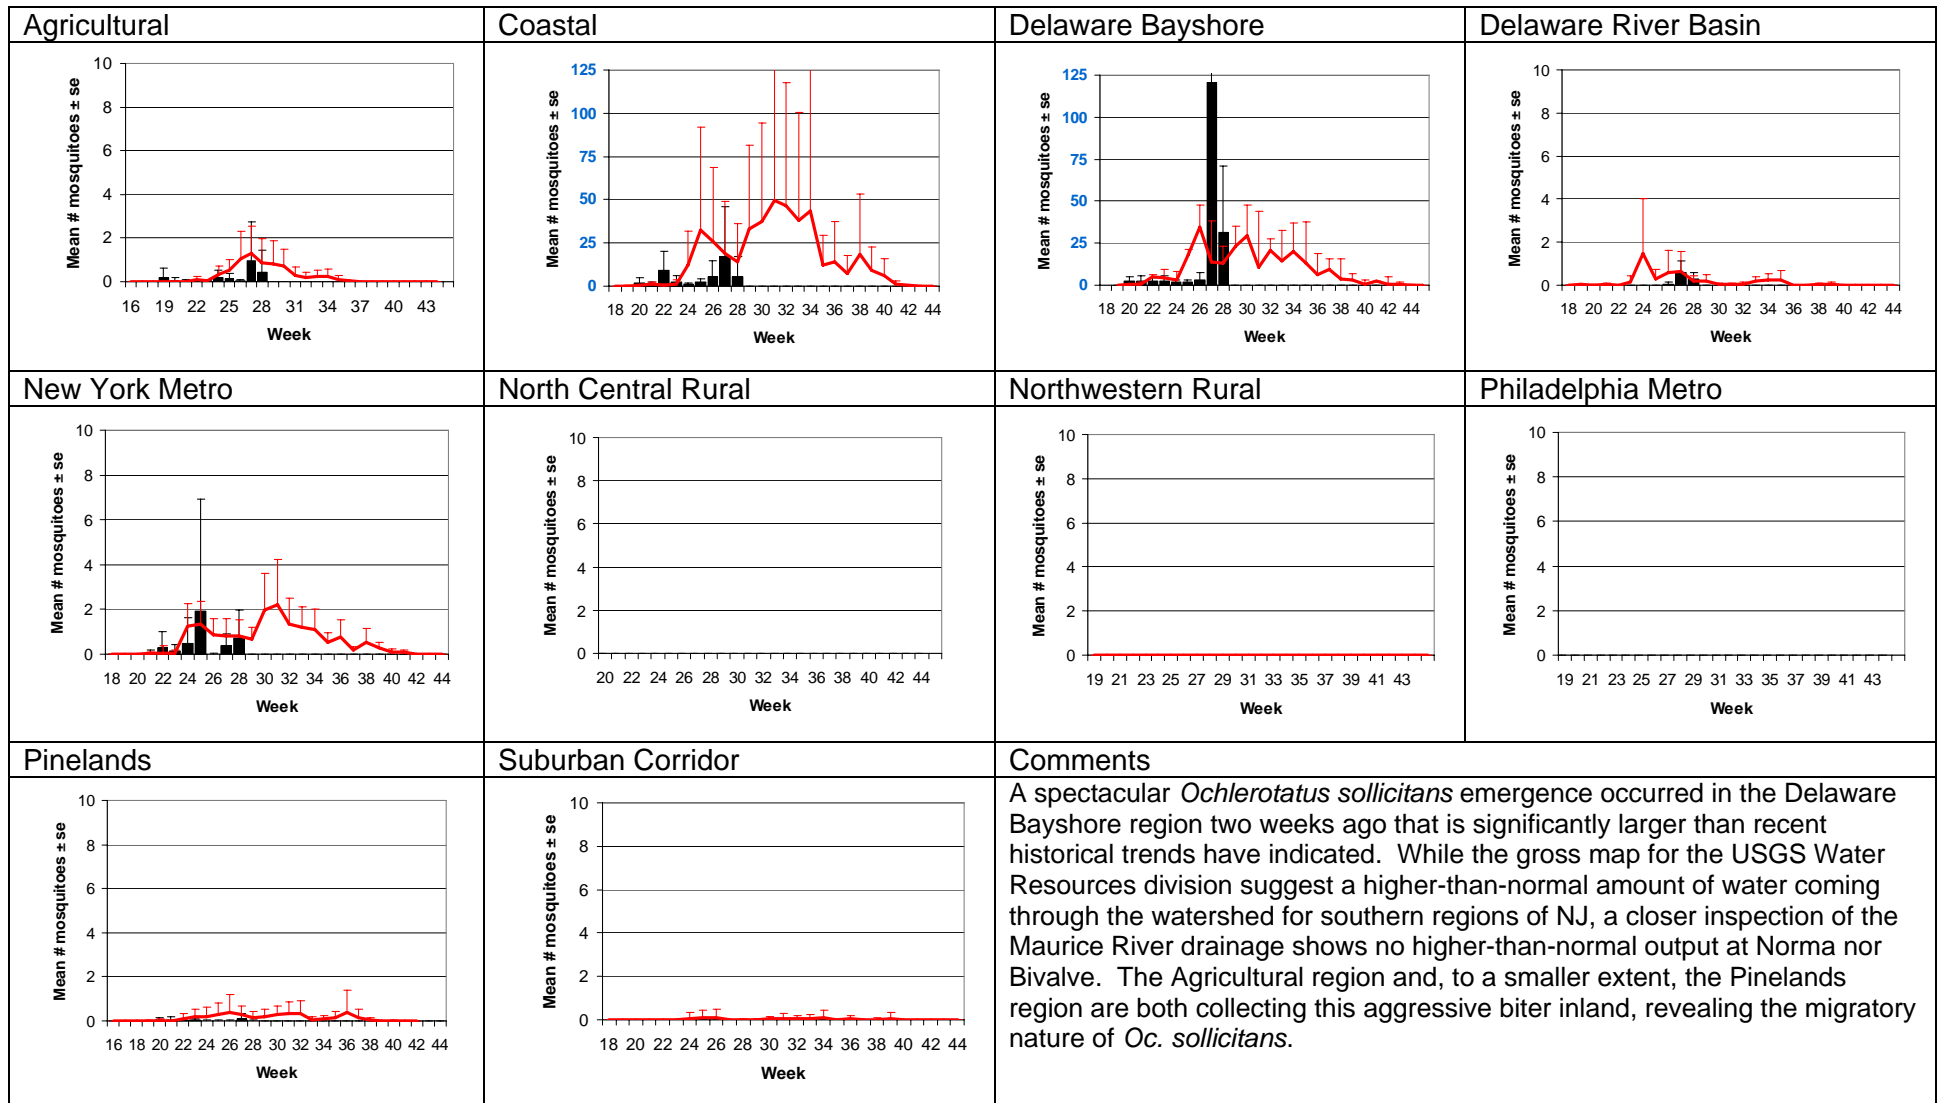 Agricultural
Mean # mosquitoes ± se
10
8
6
4
2
0
16 19 22 25 28 31 34 37 40 43
Week
Coastal
Mean # mosquitoes ± se
125
100
75
50
25
0
18 20 22 24 26 28 30 32 34 36 38 40 42 44
Week
Delaware Bayshore
Mean # mosquitoes ± se
125
100
75
50
25
0
18 20 22 24 26 28 30 32 34 36 38 40 42 44
Week
Delaware River Basin
Mean # mosquitoes ± se
10
8
6
4
2
0
18 20 22 24 26 28 30 32 34 36 38 40 42 44
Week
New York Metro
Mean # mosquitoes ± se
10
8
6
4
2
0
18 20 22 24 26 28 30 32 34 36 38 40 42 44
Week
North Central Rural
Mean # mosquitoes ± se
10
8
6
4
2
0
20 22 24 26 28 30 32 34 36 38 40 42 44
Week
Northwestern Rural
Mean # mosquitoes ± se
10
8
6
4
2
0
19 21 23 25 27 29 31 33 35 37 39 41 43
Week
Philadelphia Metro
Mean # mosquitoes ± se
10
8
6
4
2
0
19 21 23 25 27 29 31 33 35 37 39 41 43
Week
Pinelands
Mean # mosquitoes ± se
10
8
6
4
2
0
16 18 20 22 24 26 28 30 32 34 36 38 40 42 44
Week
Suburban Corridor
Mean # mosquitoes ± se
10
8
6
4
2
0
18 20 22 24 26 28 30 32 34 36 38 40 42 44
Week
Comments
A spectacular Ochlerotatus sollicitans emergence occurred in the Delaware
Bayshore region two weeks ago that is significantly larger than recent
historical trends have indicated.  While the gross map for the USGS Water
Resources division suggest a higher-than-normal amount of water coming
through the watershed for southern regions of NJ, a closer inspection of the
Maurice River drainage shows no higher-than-normal output at Norma nor
Bivalve.  The Agricultural region and, to a smaller extent, the Pinelands
region are both collecting this aggressive biter inland, revealing the migratory
nature of Oc. sollicitans.